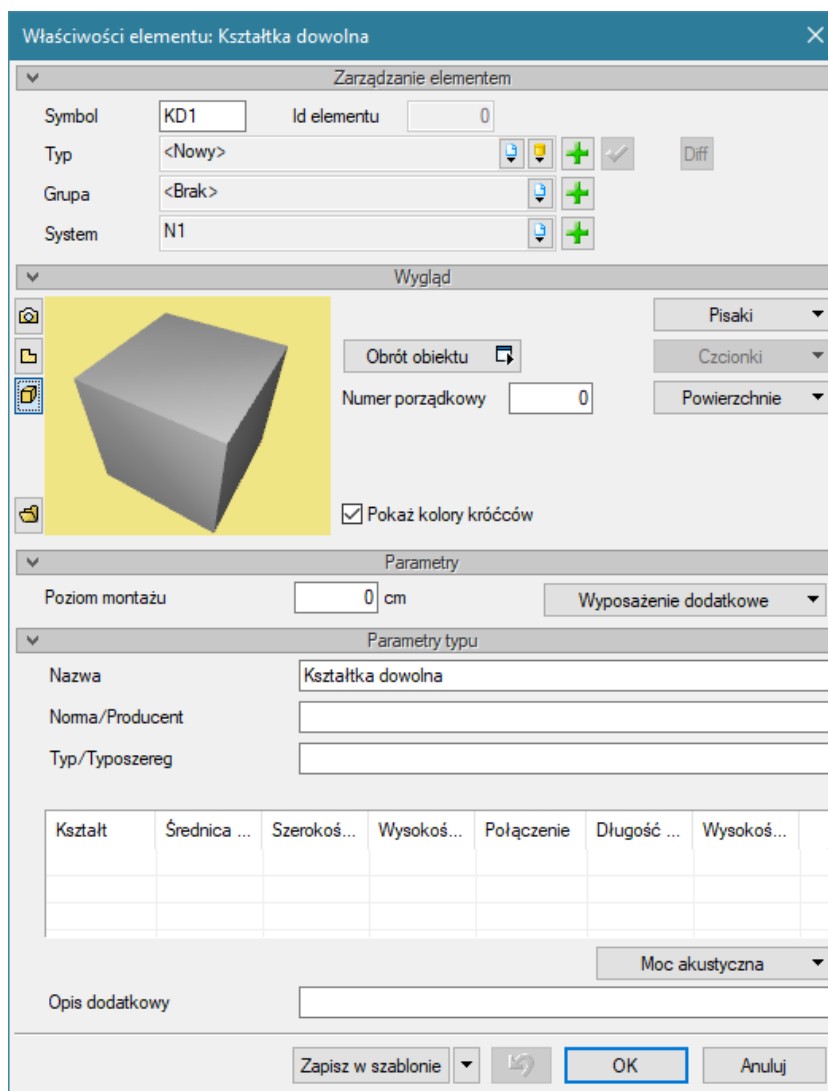 Właściwości elementu: Kształtka dowolna
Zarządzanie elementem
Symbol KD1 Id elementu 0
Typ <Nowy> Diff
Grupa <Brak>
System N1
Wygląd
Pisaki
Obrót obiektu Czcionki
Numer porządkowy 0 Powierzchnie
Pokaż kolory króćców
Parametry
Poziom montażu 0 cm Wyposażenie dodatkowe
Parametry typu
Nazwa Kształtka dowolna
Norma/Producent
Typ/Typoszereg
Kształt Średnica ... Szerokoś... Wysokoś... Połączenie Długość ... Wysokoś...
Moc akustyczna
Opis dodatkowy
Zapisz w szablonie OK Anuluj